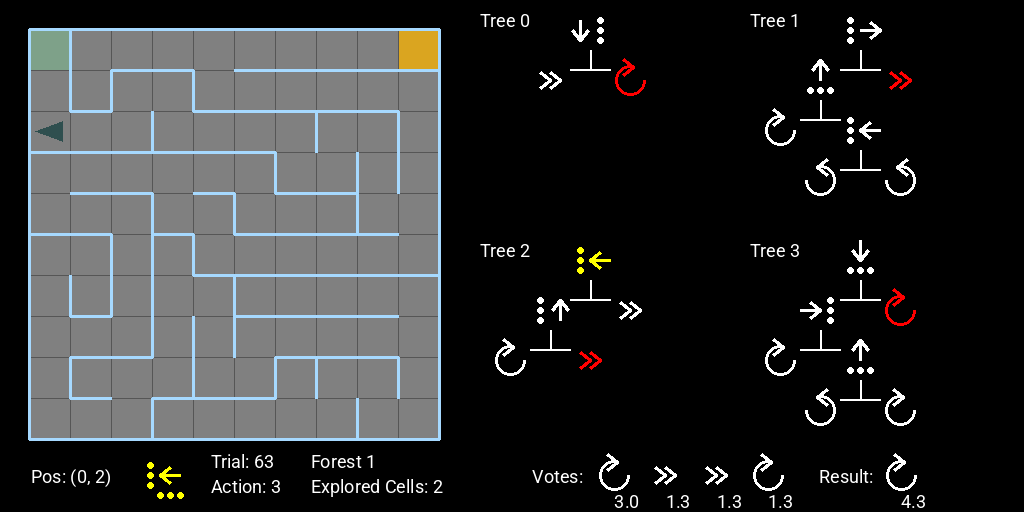 Tree 0
Tree 1
Tree 2
Tree 3
Pos: (0, 2)
Trial: 63
Forest 1
Action: 3
Explored Cells: 2
Votes:
3.0
1.3
1.3
1.3
Result:
4.3